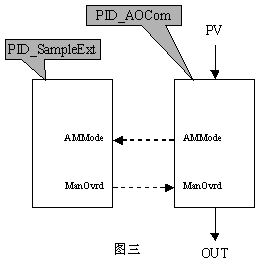 PID_AOCom
PV
PID_SampleExt
AMMode
AMMode
ManOvrd
ManOvrd
图三
OUT